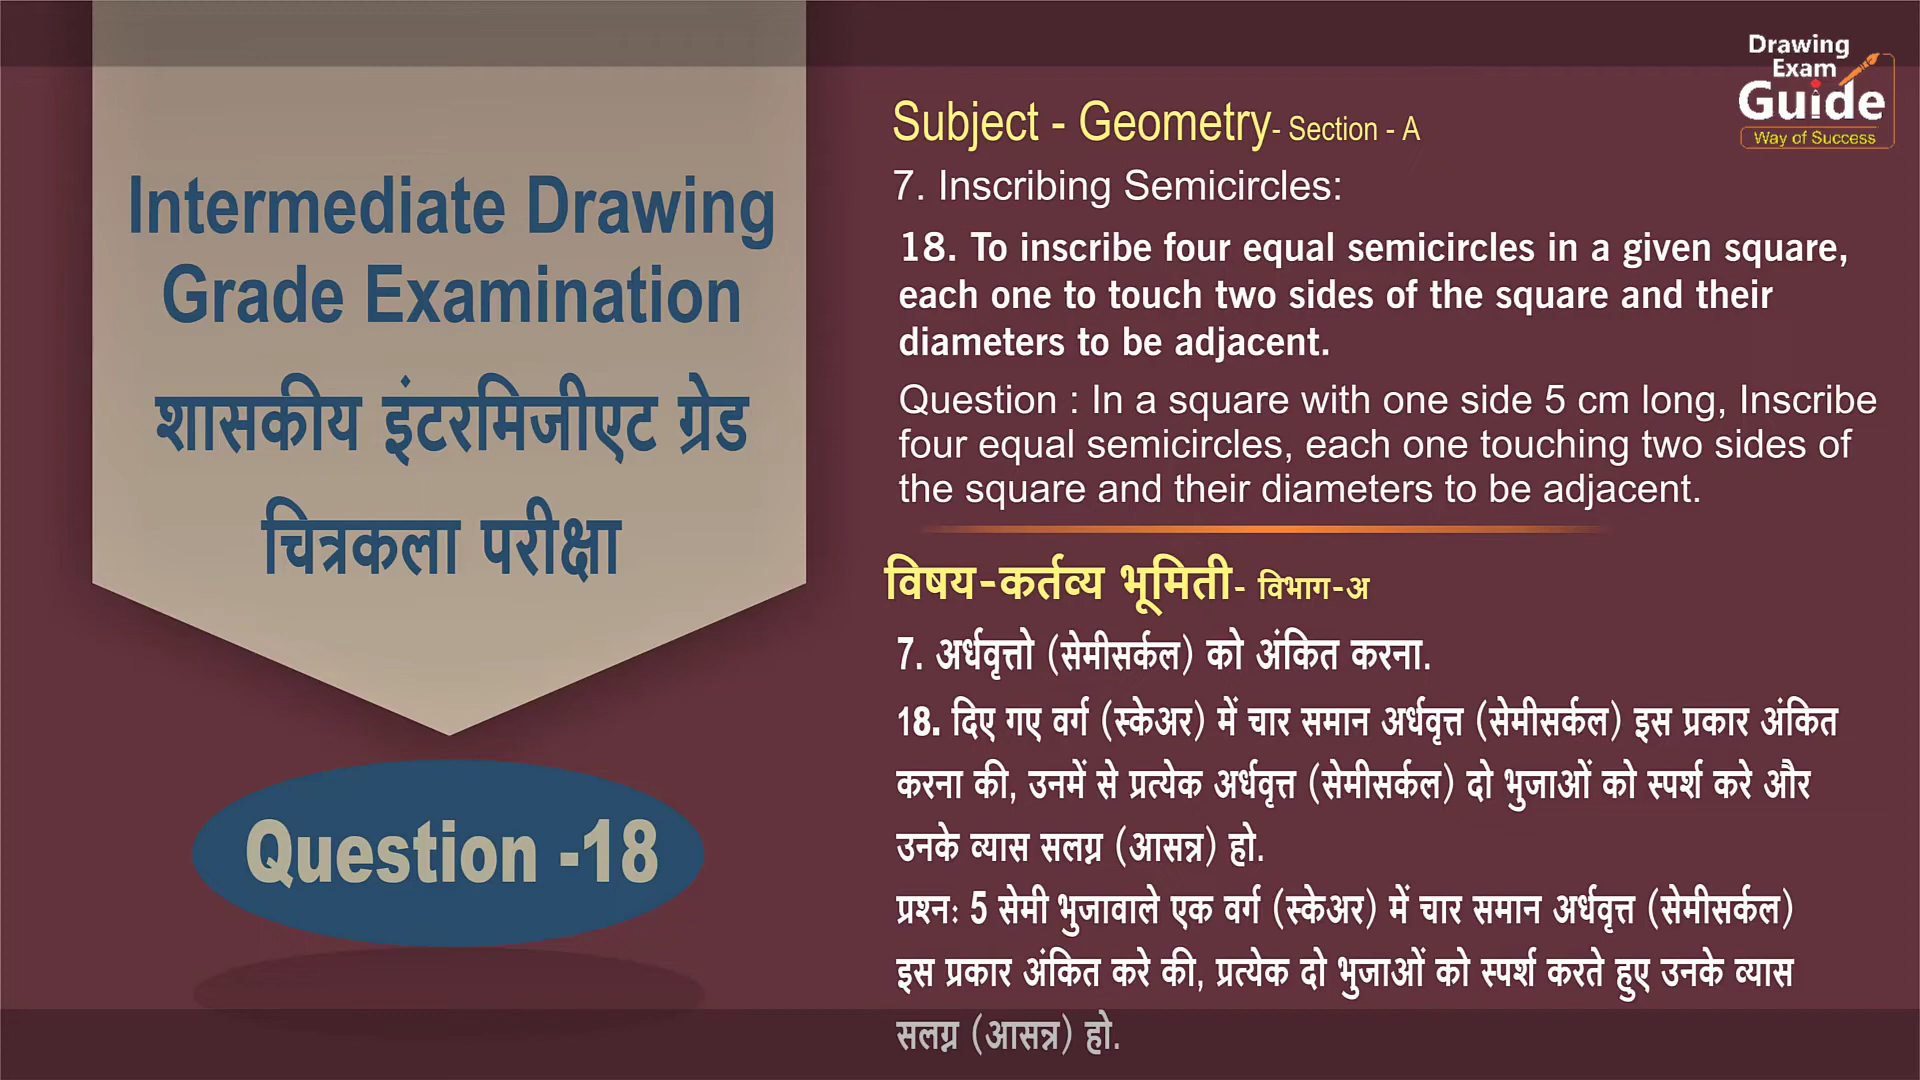 Intermediate Drawing
Grade Examination
शासकीय इंटरमिजीएट ग्रेड
चित्रकला परीक्षा
Question -18
Drawing
Exam
Guide
Way of Success
Subject - Geometry- Section - A
7. Inscribing Semicircles:
18. To inscribe four equal semicircles in a given square,
each one to touch two sides of the square and their
diameters to be adjacent.
Question : In a square with one side 5 cm long, Inscribe
four equal semicircles, each one touching two sides of
the square and their diameters to be adjacent.
विषय-कर्तव्य भूमिती- विभाग-अ
7. अर्धवृत्तो (सेमीसर्कल) को अंकित करना.
18. दिए गए वर्ग (स्केअर) में चार समान अर्धवृत्त (सेमीसर्कल) इस प्रकार अंकित
करना की, उनमें से प्रत्येक अर्धवृत्त (सेमीसर्कल) दो भुजाओं को स्पर्श करे और
उनके व्यास सलग्न (आसन्न) हो.
प्रश्नः 5 सेमी भुजावाले एक वर्ग (स्केअर) में चार समान अर्धवृत्त (सेमीसर्कल)
इस प्रकार अंकित करे की, प्रत्येक दो भुजाओं को स्पर्श करते हुए उनके व्यास
सलग्न (आसन्न) हो.